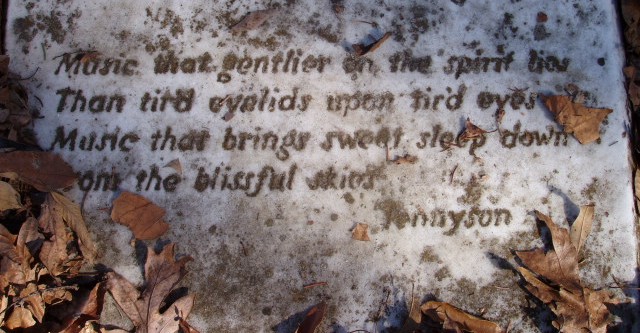 Music that gentlier on the spirit lies
Than tir'd eyelids upon tir'd eyes
Music that brings sweet sleep down
from the blissful skies
Tennyson